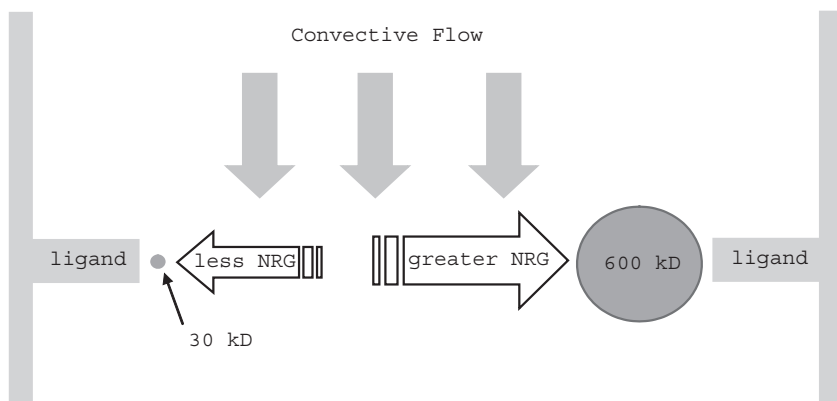 Convective Flow
ligand
less NRG
greater NRG
600 kD
ligand
30 kD